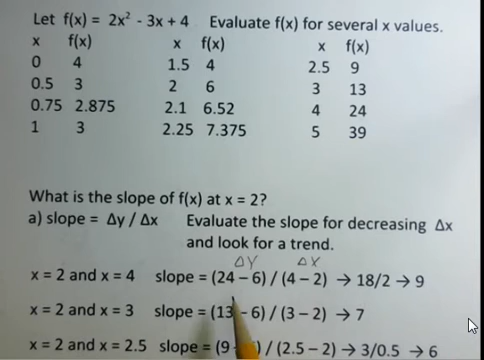 Let f(x) = 2x² - 3x + 4 Evaluate f(x) for several x values.
x f(x) x f(x) x f(x)
0 4 1.5 4 2.5 9
0.5 3 2 6 3 13
0.75 2.875 2.1 6.52 4 24
1 3 2.25 7.375 5 39
What is the slope of f(x) at x = 2?
a) slope = Δy / Δx Evaluate the slope for decreasing Δx
and look for a trend.
ΔY ΔX
x = 2 and x = 4 slope = (24 – 6) / (4 – 2) → 18/2 → 9
x = 2 and x = 3 slope = (13 - 6) / (3 – 2) → 7
x = 2 and x = 2.5 slope = (9 ) / (2.5 – 2) → 3/0.5 → 6